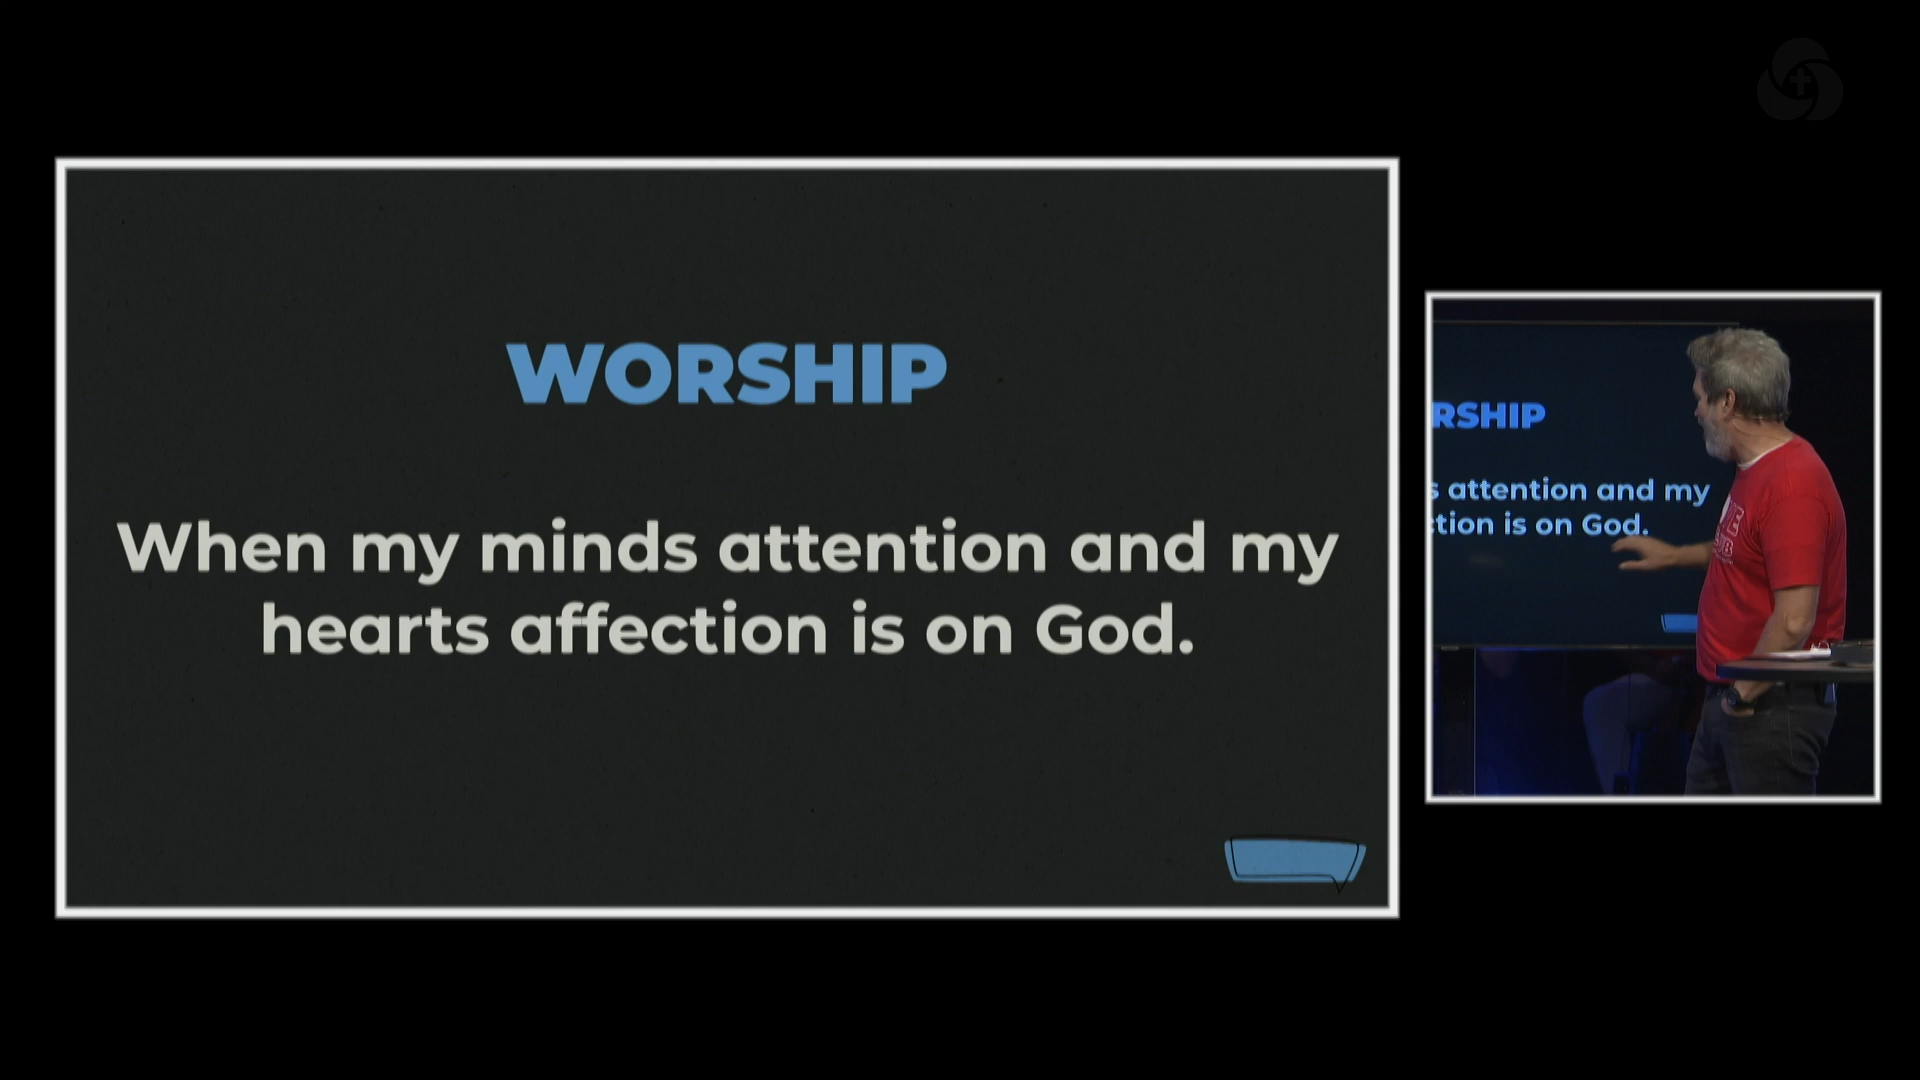 WORSHIP
When my minds attention and my
hearts affection is on God.
RSHIP
s attention and my
ction is on God.